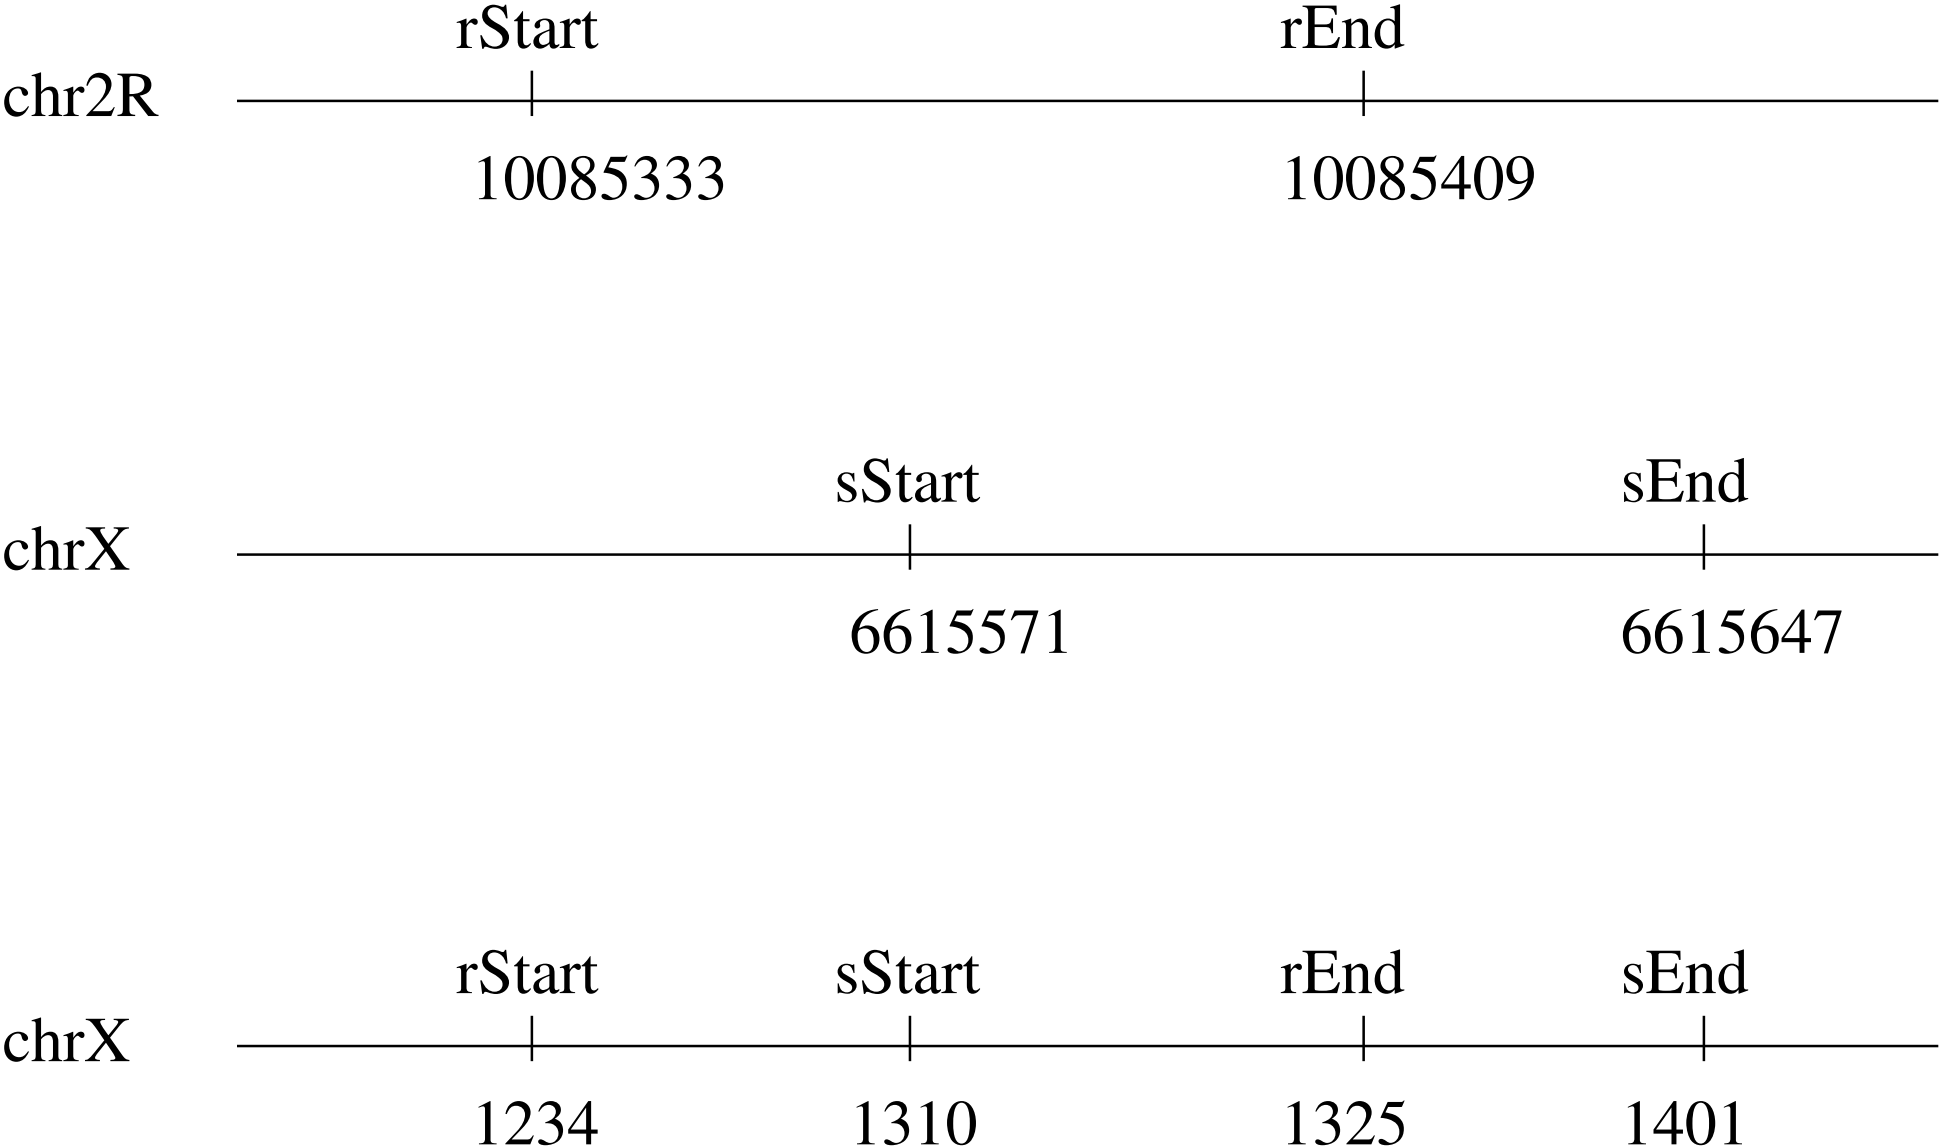 rStart rEnd
chr2R
10085333 10085409
sStart sEnd
chrX
6615571 6615647
rStart sStart rEnd sEnd
chrX
1234 1310 1325 1401